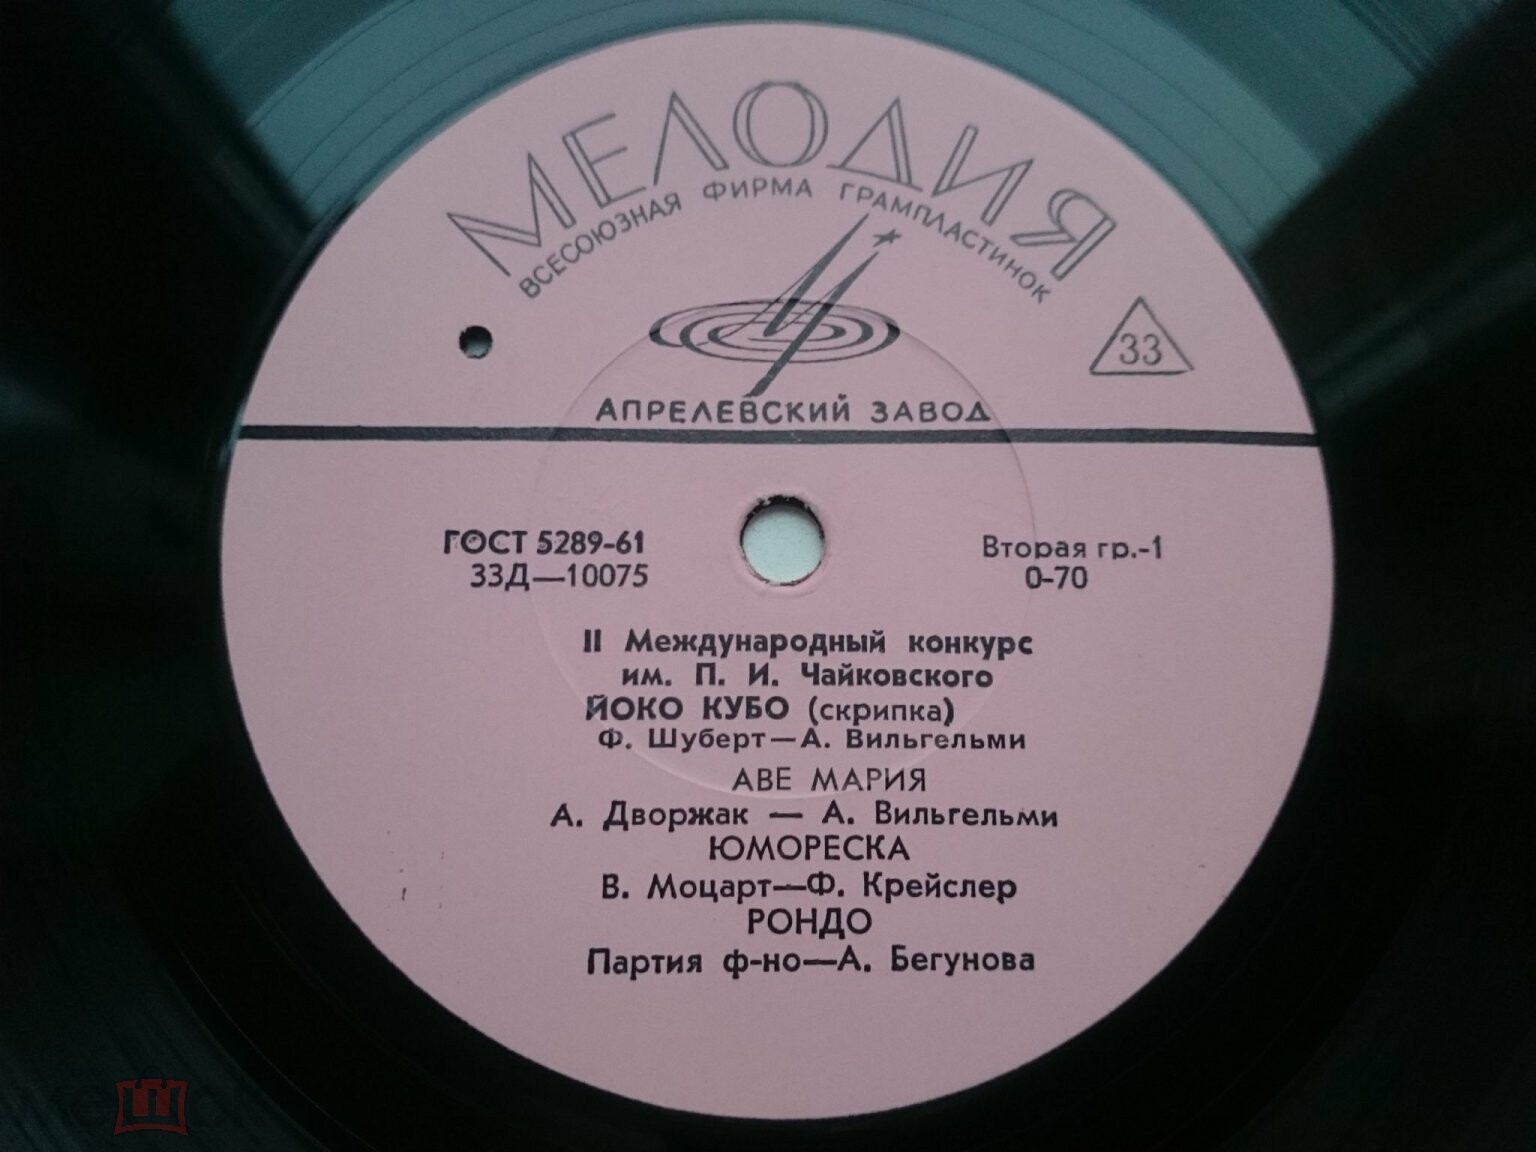 МЕЛОДИЯ
ВСЕСОЮЗНАЯ ФИРМА ГРАМПЛАСТИНОК
33
АПРЕЛЕВСКИЙ ЗАВОД
ГОСТ 5289-61
33Д—10075
Вторая гр.-1
0-70
II Международный конкурс
им. П. И. Чайковского
ЙОКО КУБО (скрипка)
Ф. Шуберт—А. Вильгельми
АВЕ МАРИЯ
А. Дворжак — А. Вильгельми
ЮМОРЕСКА
В. Моцарт—Ф. Крейслер
РОНДО
Партия ф-но—А. Бегунова